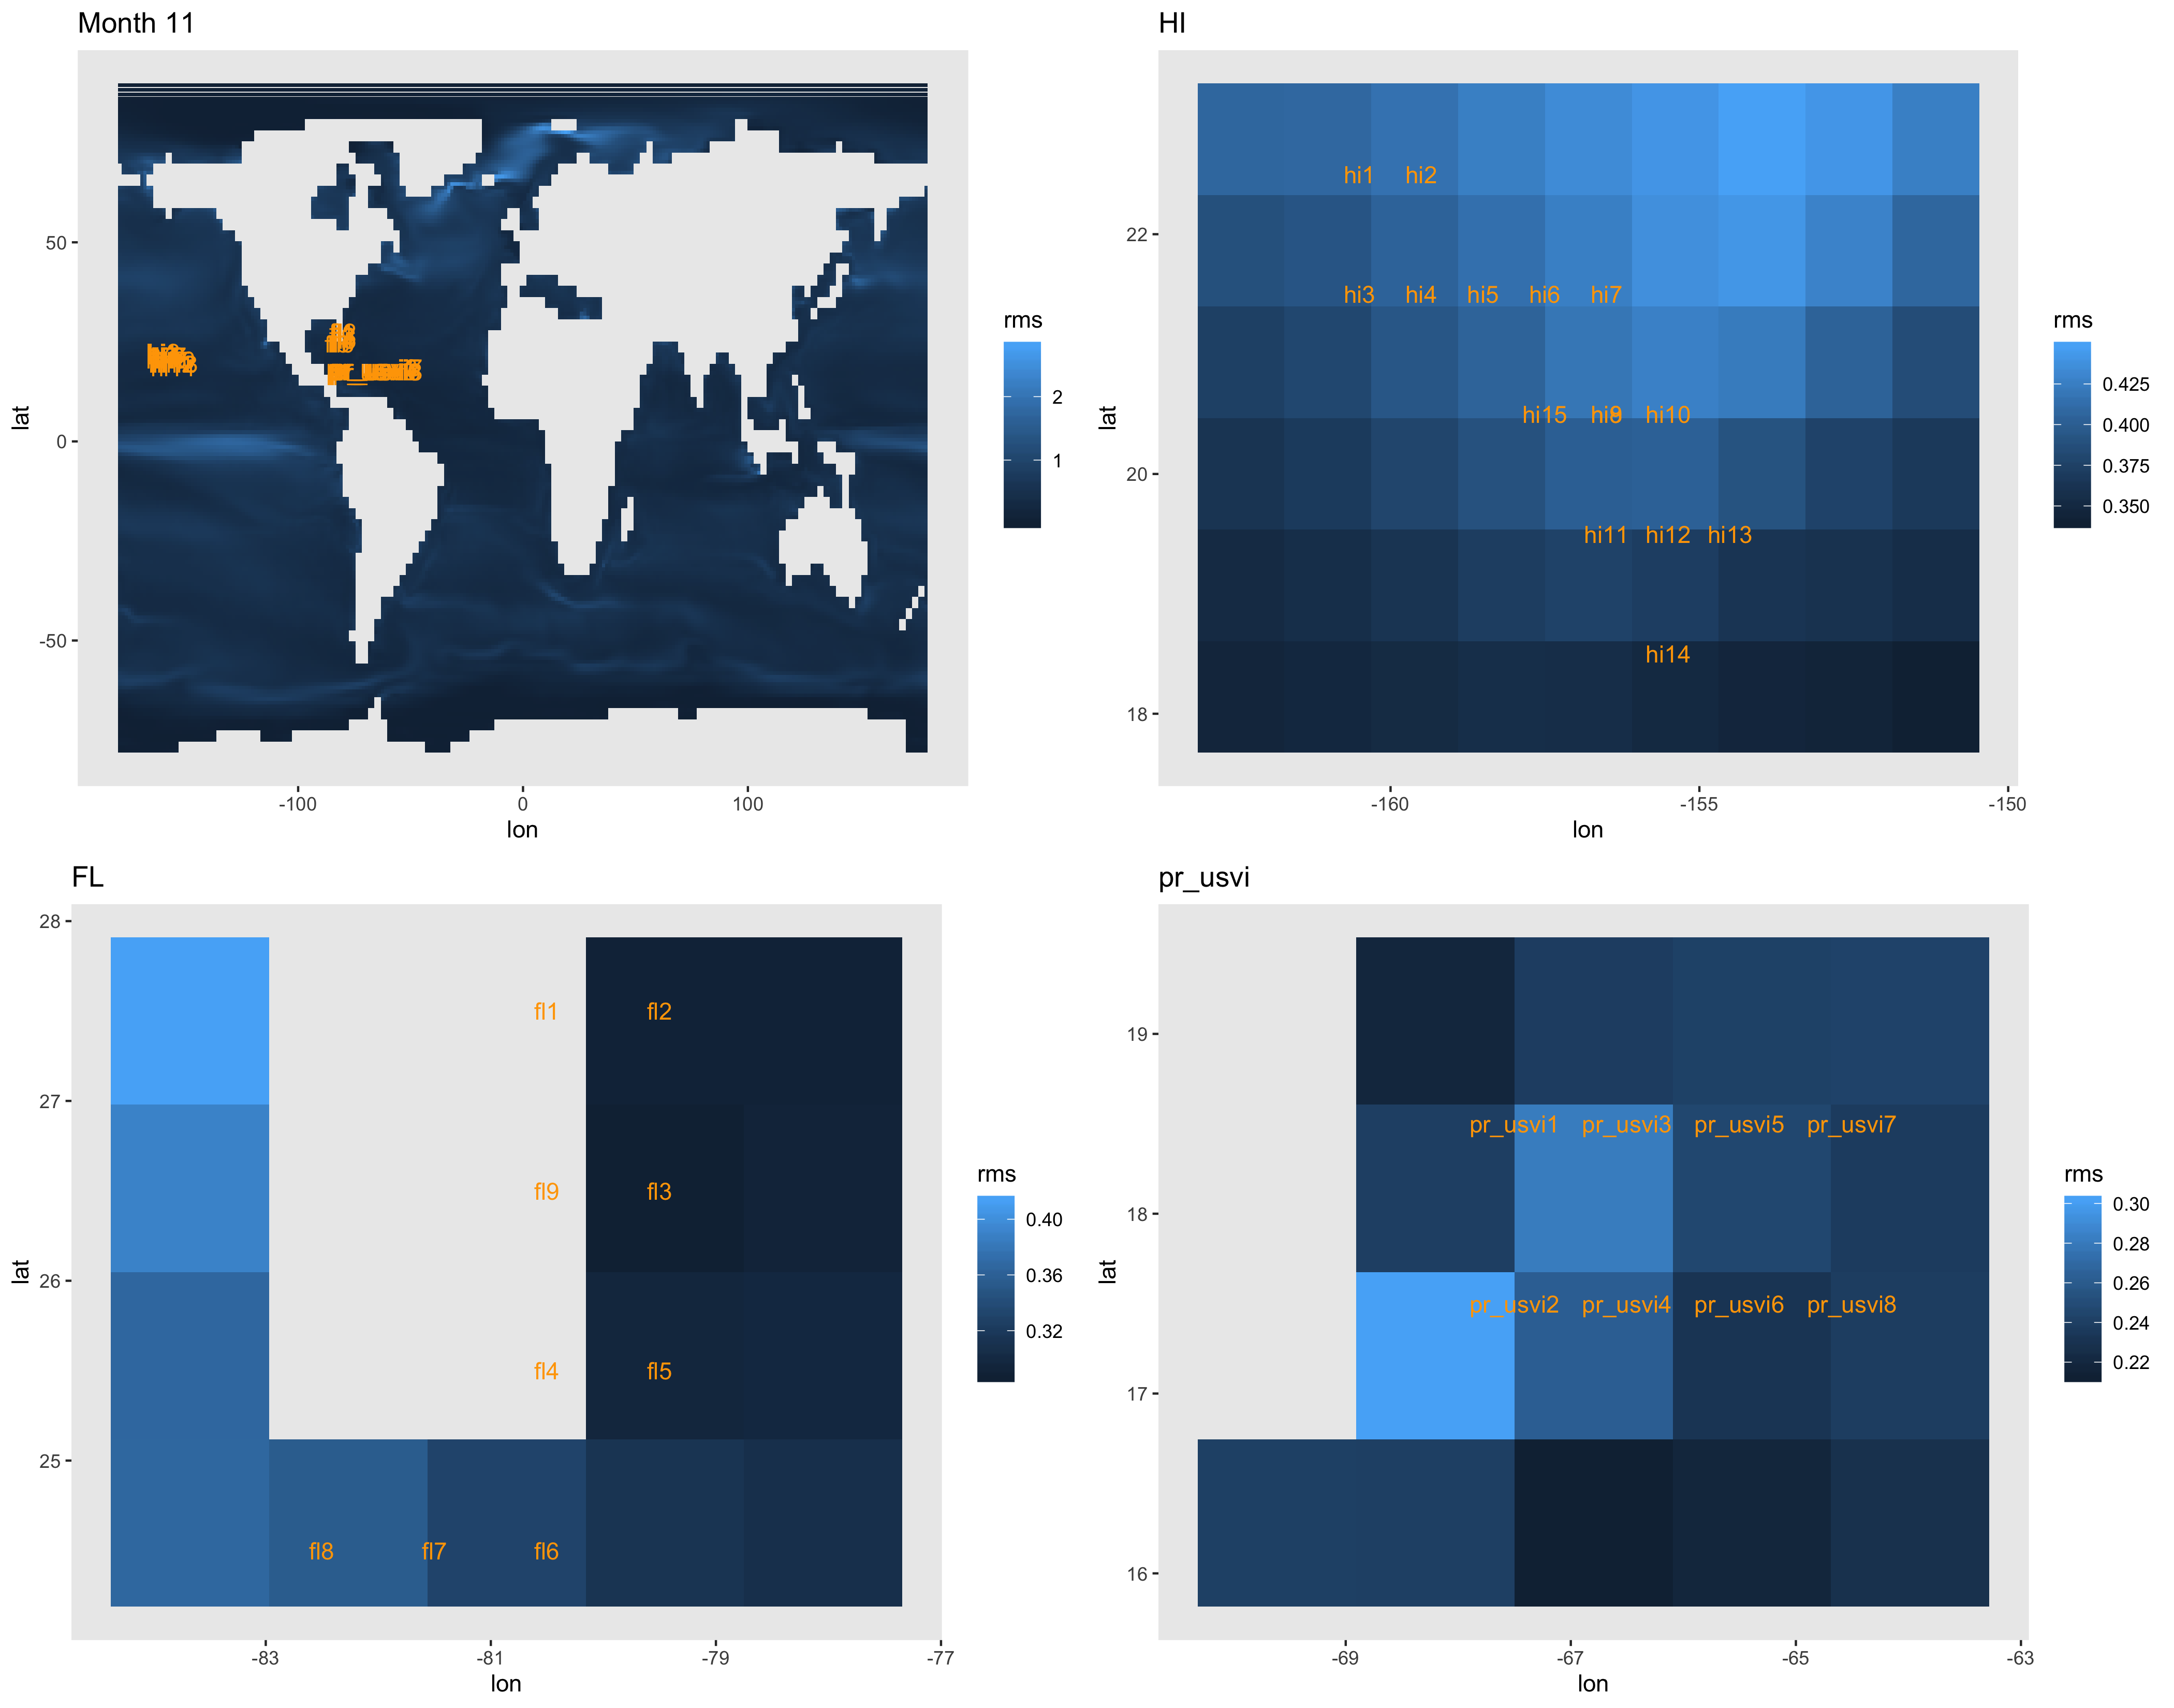 Month 11
50
0
-50
lat
-100
0
100
lon
rms
2
1
HI
hi1 hi2
22
hi3 hi4 hi5 hi6 hi7
hi15 hi9 hi10
20
hi11 hi12 hi13
hi14
18
lat
-160
-155
-150
lon
rms
0.425
0.400
0.375
0.350
FL
28
fl1 fl2
27
fl9 fl3
26
fl4 fl5
25
fl8 fl7 fl6
lat
-83
-81
-79
-77
lon
rms
0.40
0.36
0.32
pr_usvi
19
pr_usvi1 pr_usvi3 pr_usvi5 pr_usvi7
18
pr_usvi2 pr_usvi4 pr_usvi6 pr_usvi8
17
16
lat
-69
-67
-65
-63
lon
rms
0.30
0.28
0.26
0.24
0.22